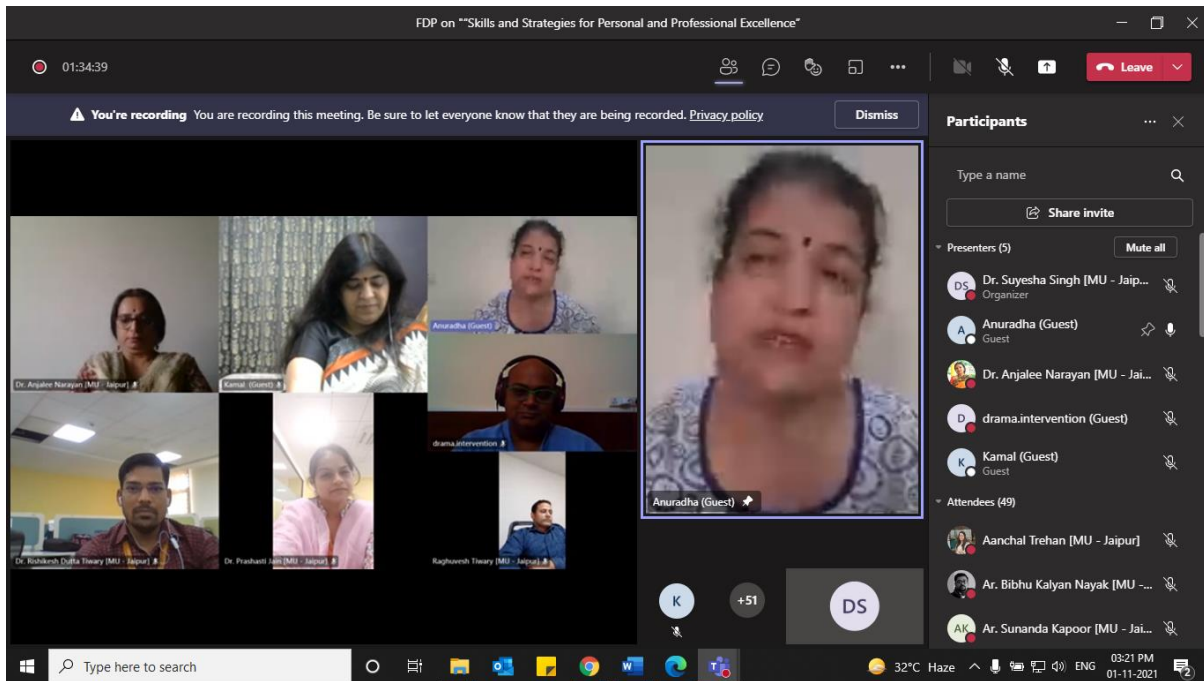 FDP on ""Skills and Strategies for Personal and Professional Excellence"
01:34:39
Leave
You're recording You are recording this meeting. Be sure to let everyone know that they are being recorded. Privacy policy
Dismiss
Dr. Anjalee Narayan [MU - Jaipur]
Kamal (Guest)
Anuradha (Guest)
drama.intervention
Dr. Rishikesh Dutta Tiwary [MU - Jaipur]
Dr. Prashasti Jain [MU - Jaipur]
Raghuvesh Tiwary [MU - Jaipur]
Anuradha (Guest)
K
+51
DS
Participants
Type a name
Share invite
Presenters (5)
Mute all
DS
Dr. Suyesha Singh [MU - Jaip...
Organizer
A
Anuradha (Guest)
Guest
Dr. Anjalee Narayan [MU - Jai...
D
drama.intervention (Guest)
K
Kamal (Guest)
Guest
Attendees (49)
Aanchal Trehan [MU - Jaipur]
Ar. Bibhu Kalyan Nayak [MU -...
AK
Ar. Sunanda Kapoor [MU - Jai...
Type here to search
32°C Haze
ENG
03:21 PM
01-11-2021
2